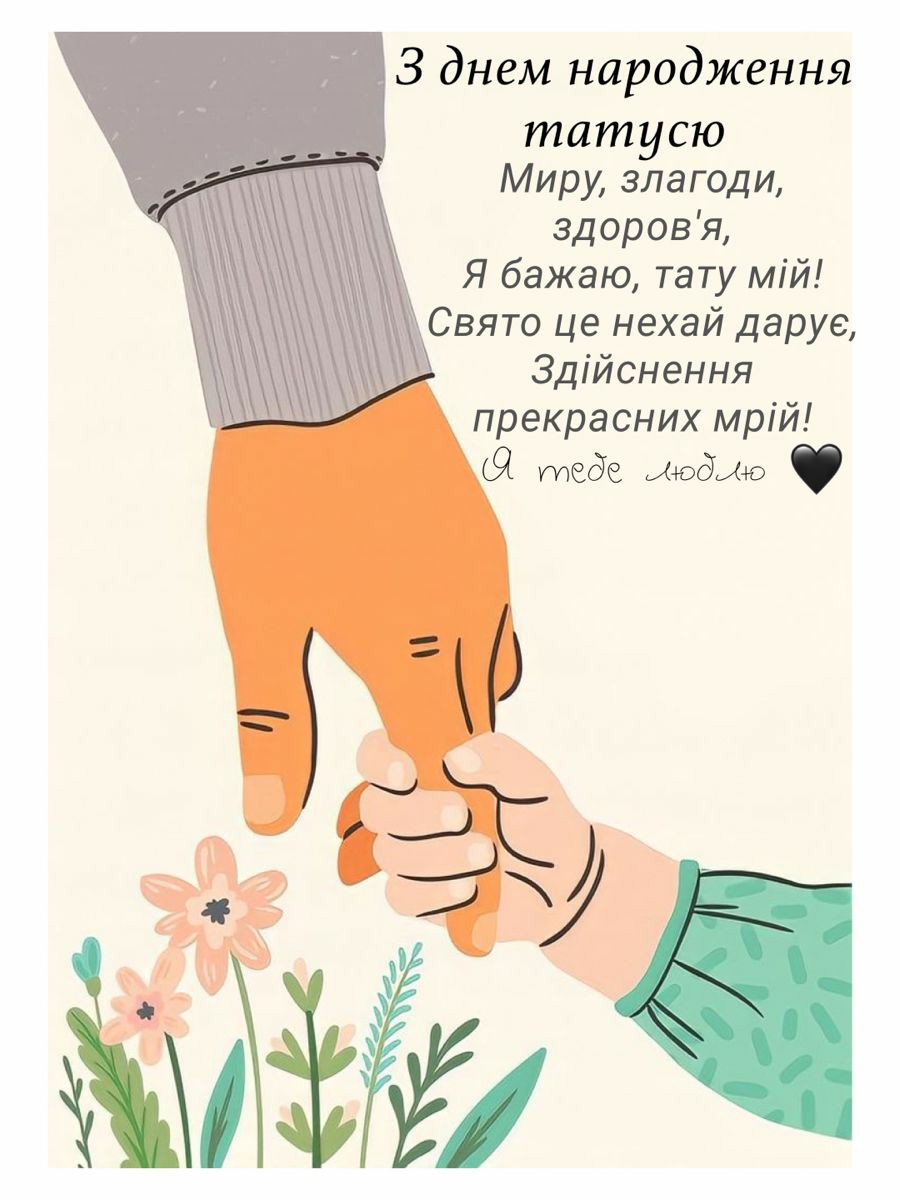 З днем народження
татусю
Миру, злагоди,
здоров'я,
Я бажаю, тату мій!
Свято це нехай дарує,
Здійснення
прекрасних мрій!
Я тебе люблю 🖤